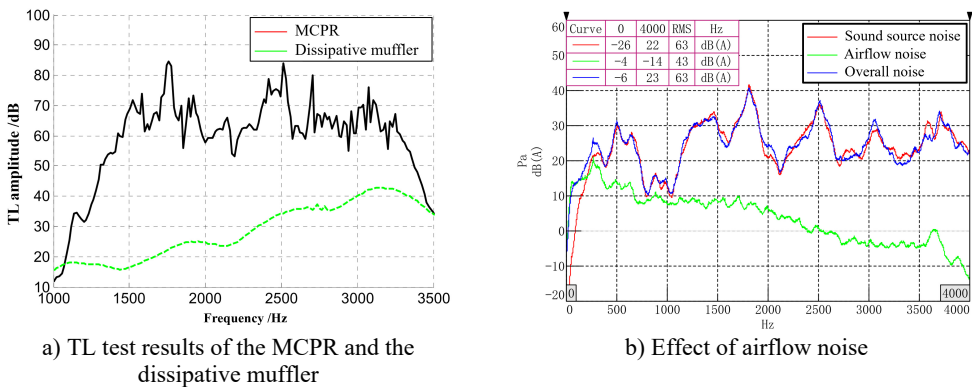 100
90
80
70
60
50
40
30
20
10
TL amplitude /dB
MCPR
Dissipative muffler
1000 1500 2000 2500 3000 3500
Frequency /Hz
a) TL test results of the MCPR and the
dissipative muffler
60
40
30
20
10
0
10
-20
Pa
dB(A)
Curve 0 4000 RMS Hz
-26 22 63 dB(A)
-4 -14 43 dB(A)
-6 23 63 dB(A)
Sound source noise
Airflow noise
Overall noise
0
4000
0 500 1000 1500 2000 2500 3000 3500 4000
Hz
b) Effect of airflow noise